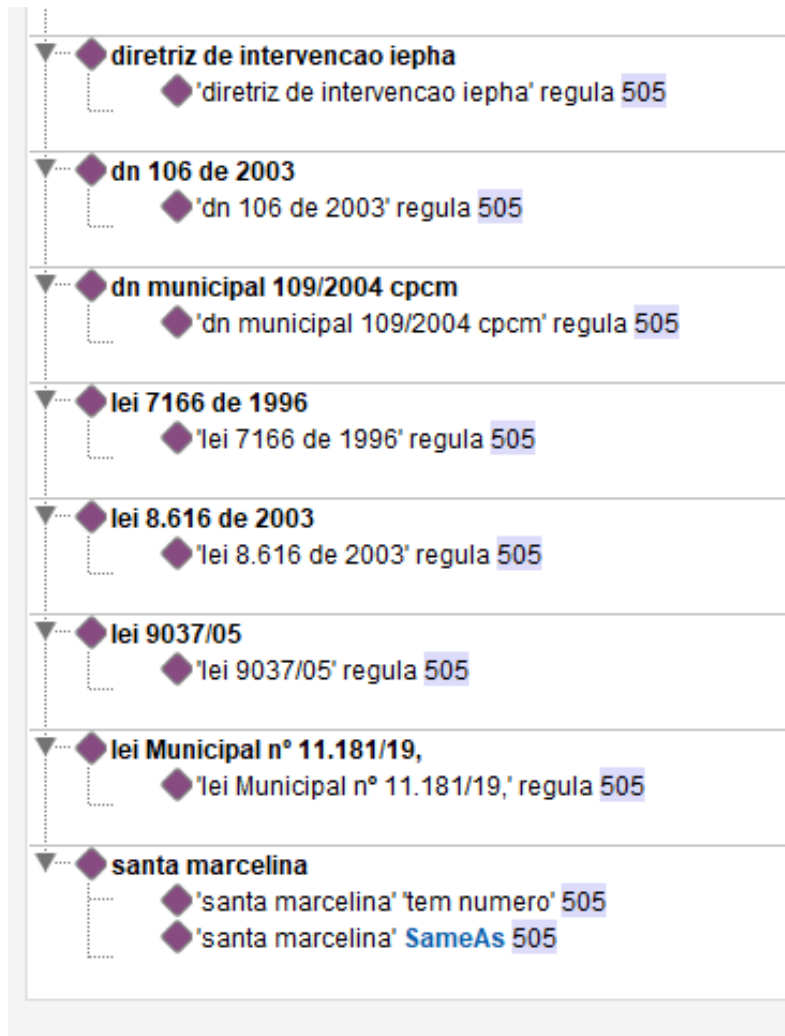 diretriz de intervencao iepha
'diretriz de intervencao iepha' regula 505
dn 106 de 2003
'dn 106 de 2003' regula 505
dn municipal 109/2004 cpcm
'dn municipal 109/2004 cpcm' regula 505
lei 7166 de 1996
'lei 7166 de 1996' regula 505
lei 8.616 de 2003
'lei 8.616 de 2003' regula 505
lei 9037/05
'lei 9037/05' regula 505
lei Municipal nº 11.181/19,
'lei Municipal nº 11.181/19,' regula 505
santa marcelina
'santa marcelina' 'tem numero' 505
'santa marcelina' SameAs 505